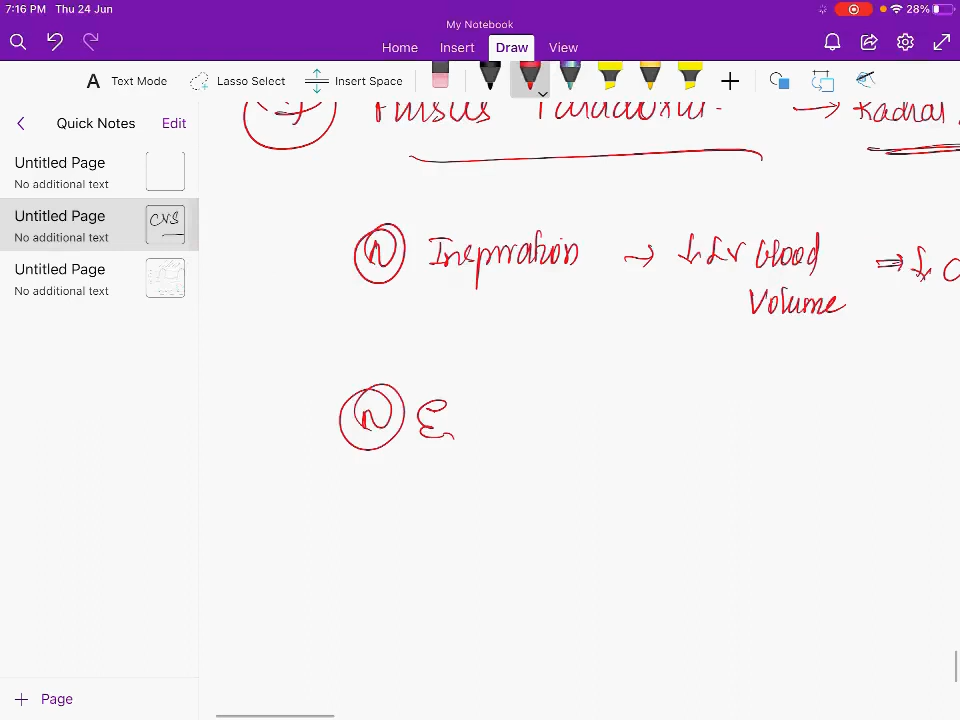 7:16 PM Thu 24 Jun
28%
My Notebook
Home Insert Draw View
Text Mode Lasso Select Insert Space
Quick Notes Edit
Untitled Page
No additional text
Untitled Page
No additional text
CNS
Untitled Page
No additional text
Pulsus Paradoxus → Radial
N Inspiration → ↓ LV blood Volume ⇒ ↓ C
N E
+ Page